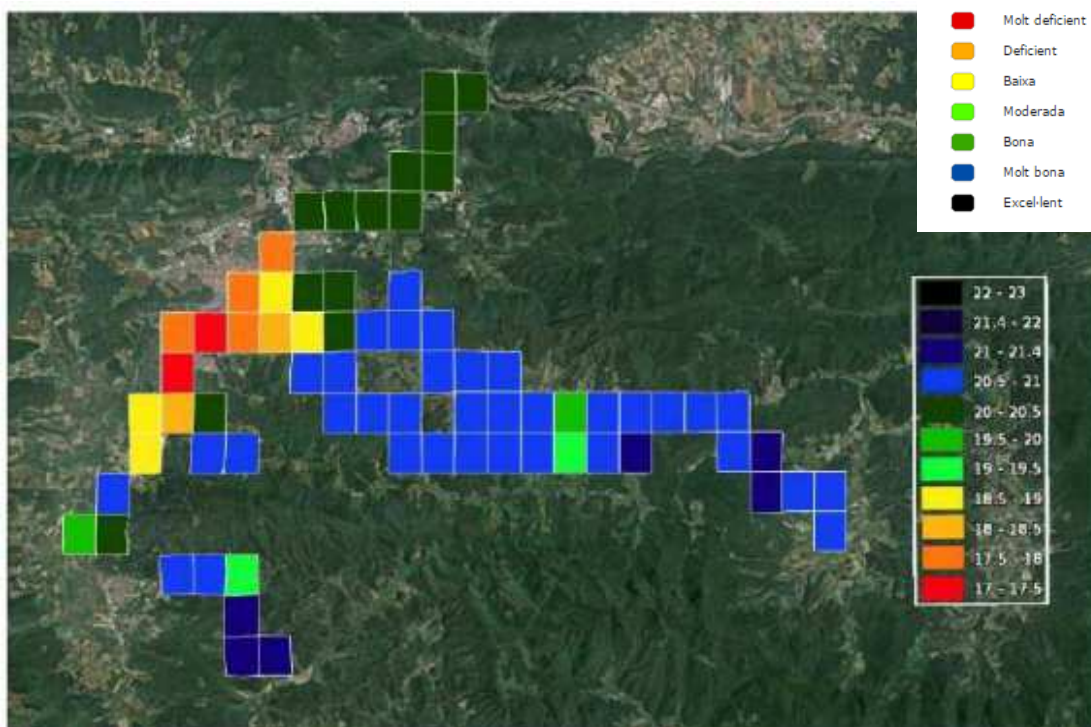 Molt deficient
Deficient
Baixa
Moderada
Bona
Molt bona
Excel·lent
22 - 23
21.4 - 22
21 - 21.4
20.5 - 21
20 - 20.5
19.5 - 20
19 - 19.5
18.5 - 19
18 - 18.5
17.5 - 18
17 - 17.5